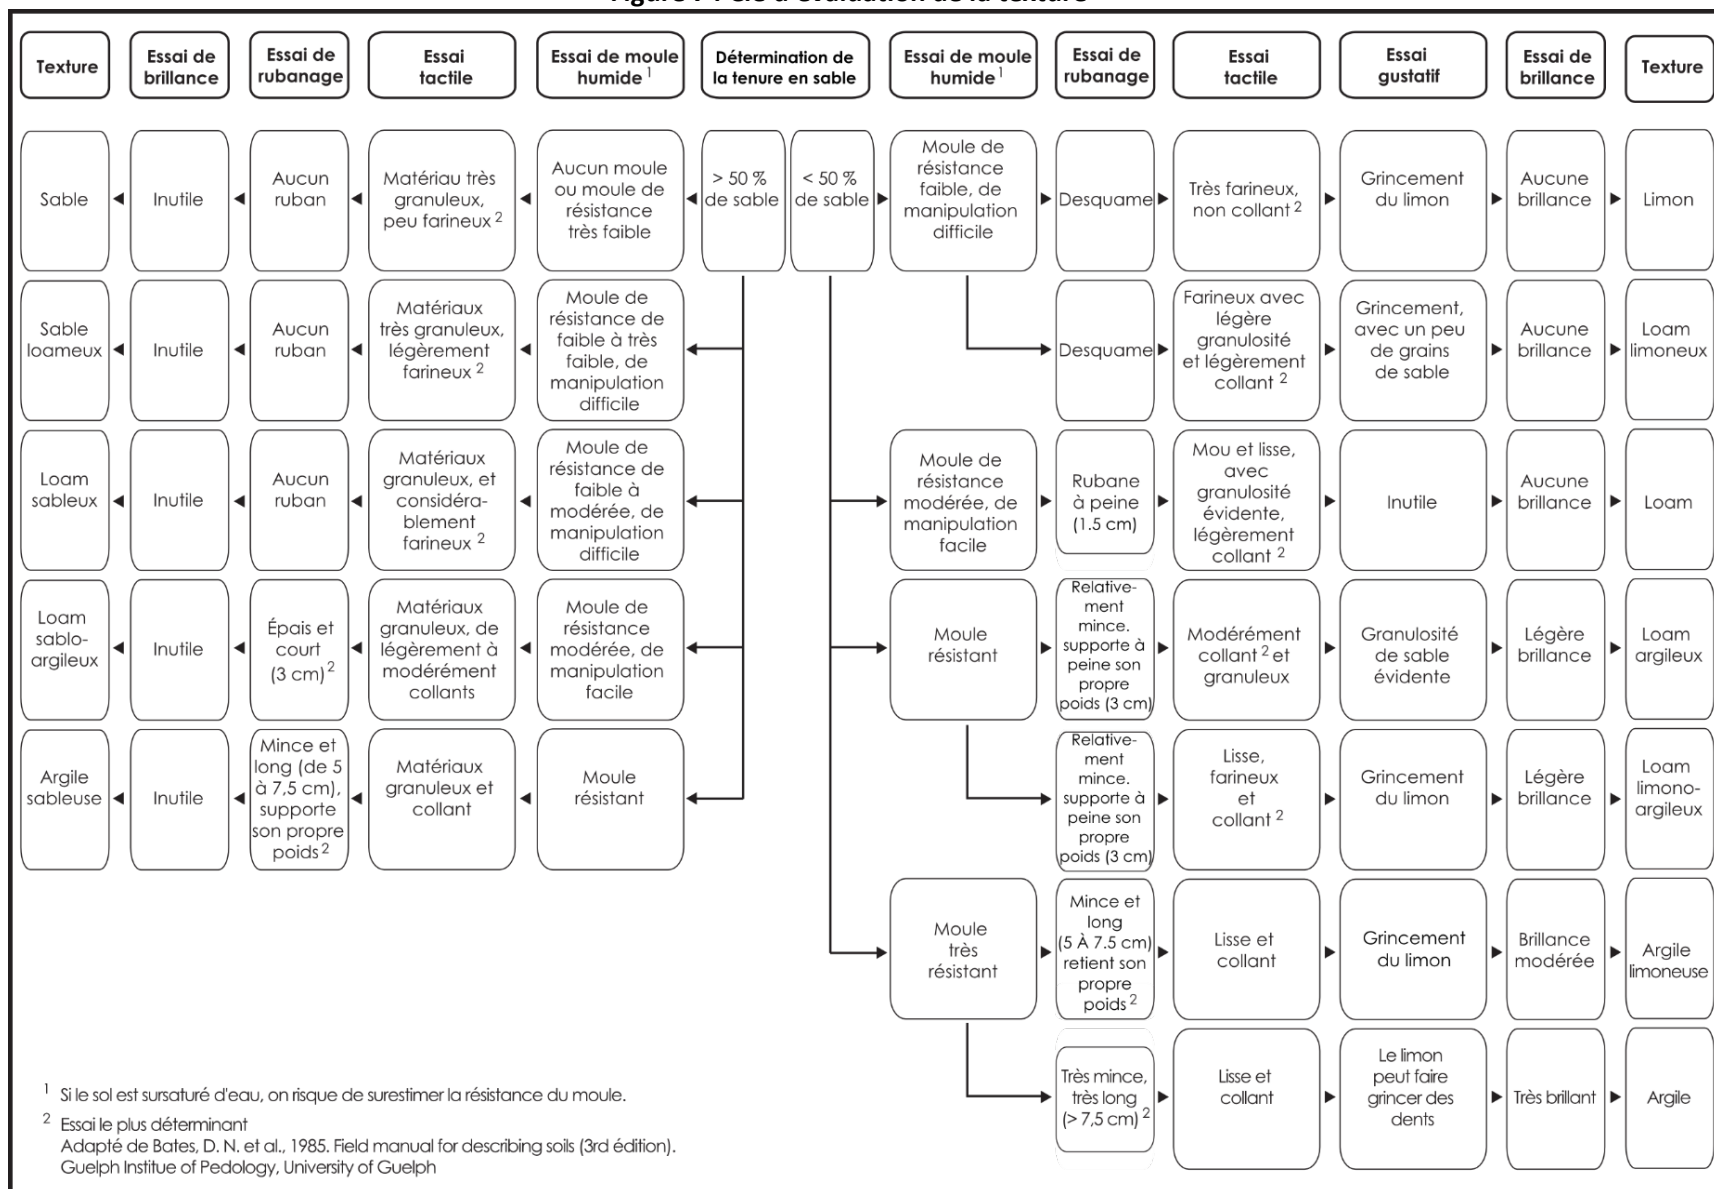 Figure Clé d'évaluation de la texture
Texture
Essai de
brillance
Essai de
rubanage
Essai
tactile
Essai de moule
humide 1
Détermination de
la tenure en sable
Essai de moule
humide 1
Essai de
rubanage
Essai
tactile
Essai
gustatif
Essai de
brillance
Texture
Sable
Inutile
Aucun
ruban
Matériau très
granuleux,
peu farineux 2
Aucun moule
ou moule de
résistance
très faible
> 50 %
de sable
< 50 %
de sable
Moule de
résistance
faible, de
manipulation
difficile
Desquame
Très farineux,
non collant 2
Grincement
du limon
Aucune
brillance
Limon
Sable
loameux
Inutile
Aucun
ruban
Matériaux
très granuleux,
légèrement
farineux 2
Moule de
résistance de
faible à très
faible, de
manipulation
difficile
Desquame
Farineux avec
légère
granulosité
et légèrement
collant 2
Grincement,
avec un peu
de grains
de sable
Aucune
brillance
Loam
limoneux
Loam
sableux
Inutile
Aucun
ruban
Matériaux
granuleux, et
considéra-
blement
farineux 2
Moule de
résistance de
faible à
modérée, de
manipulation
difficile
Moule de
résistance
modérée, de
manipulation
facile
Rubane
à peine
(1.5 cm)
Mou et lisse,
avec
granulosité
évidente,
légèrement
collant 2
Inutile
Aucune
brillance
Loam
Loam
sablo-
argileux
Inutile
Épais et
court
(3 cm) 2
Matériaux
granuleux, de
légèrement à
modérément
collants
Moule de
résistance
modérée, de
manipulation
facile
Moule
résistant
Relative-
ment
mince.
supporte à
peine son
propre
poids (3 cm)
Modérément
collant 2 et
granuleux
Granulosité
de sable
évidente
Légère
brillance
Loam
argileux
Argile
sableuse
Inutile
Mince et
long (de 5
à 7,5 cm),
supporte
son propre
poids 2
Matériaux
granuleux et
collant
Moule
résistant
Relative-
ment
mince.
supporte à
peine son
propre
poids (3 cm)
Lisse,
farineux
et
collant 2
Grincement
du limon
Légère
brillance
Loam
limono-
argileux
Moule
très
résistant
Mince et
long
(5 À 7.5 cm)
retient son
propre
poids 2
Lisse et
collant
Grincement
du limon
Brillance
modérée
Argile
limoneuse
Très mince,
très long
(> 7,5 cm) 2
Lisse et
collant
Le limon
peut faire
grincer des
dents
Très brillant
Argile
1 Si le sol est sursaturé d'eau, on risque de surestimer la résistance du moule.
2 Essai le plus déterminant
Adapté de Bates, D. N. et al., 1985. Field manual for describing soils (3rd édition).
Guelph Institue of Pedology, University of Guelph